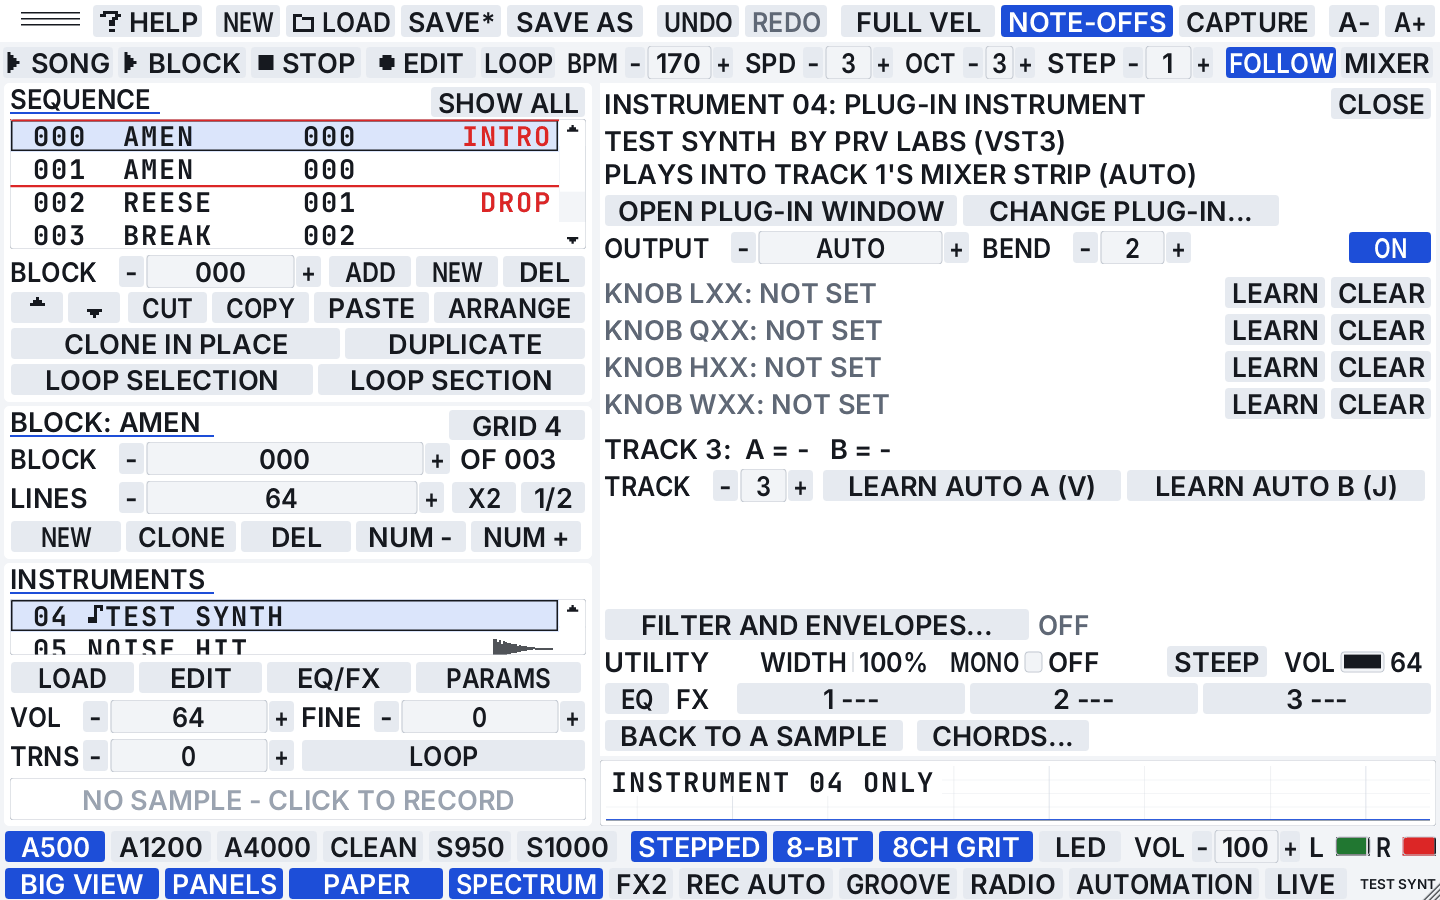 ? HELP NEW LOAD SAVE* SAVE AS UNDO REDO FULL VEL NOTE-OFFS CAPTURE A- A+
SONG BLOCK STOP EDIT LOOP BPM - 170 + SPD - 3 + OCT - 3 + STEP - 1 + FOLLOW MIXER
SEQUENCE SHOW ALL
000 AMEN 000 INTRO
001 AMEN 000
002 REESE 001 DROP
003 BREAK 002
BLOCK - 000 + ADD NEW DEL
CUT COPY PASTE ARRANGE
CLONE IN PLACE DUPLICATE
LOOP SELECTION LOOP SECTION
BLOCK: AMEN GRID 4
BLOCK - 000 + OF 003
LINES - 64 + X2 1/2
NEW CLONE DEL NUM - NUM +
INSTRUMENTS
04 TEST SYNTH
05 NOISE HIT
LOAD EDIT EQ/FX PARAMS
VOL - 64 + FINE - 0 +
TRNS - 0 + LOOP
NO SAMPLE - CLICK TO RECORD
INSTRUMENT 04: PLUG-IN INSTRUMENT CLOSE
TEST SYNTH BY PRV LABS (VST3)
PLAYS INTO TRACK 1'S MIXER STRIP (AUTO)
OPEN PLUG-IN WINDOW CHANGE PLUG-IN...
OUTPUT - AUTO + BEND - 2 + ON
KNOB LXX: NOT SET LEARN CLEAR
KNOB QXX: NOT SET LEARN CLEAR
KNOB HXX: NOT SET LEARN CLEAR
KNOB WXX: NOT SET LEARN CLEAR
TRACK 3: A = - B = -
TRACK - 3 + LEARN AUTO A (V) LEARN AUTO B (J)
FILTER AND ENVELOPES... OFF
UTILITY WIDTH 100% MONO OFF STEEP VOL 64
EQ FX 1 --- 2 --- 3 ---
BACK TO A SAMPLE CHORDS...
INSTRUMENT 04 ONLY
A500 A1200 A4000 CLEAN S950 S1000 STEPPED 8-BIT 8CH GRIT LED VOL - 100 + L R
BIG VIEW PANELS PAPER SPECTRUM FX2 REC AUTO GROOVE RADIO AUTOMATION LIVE TEST SYNT